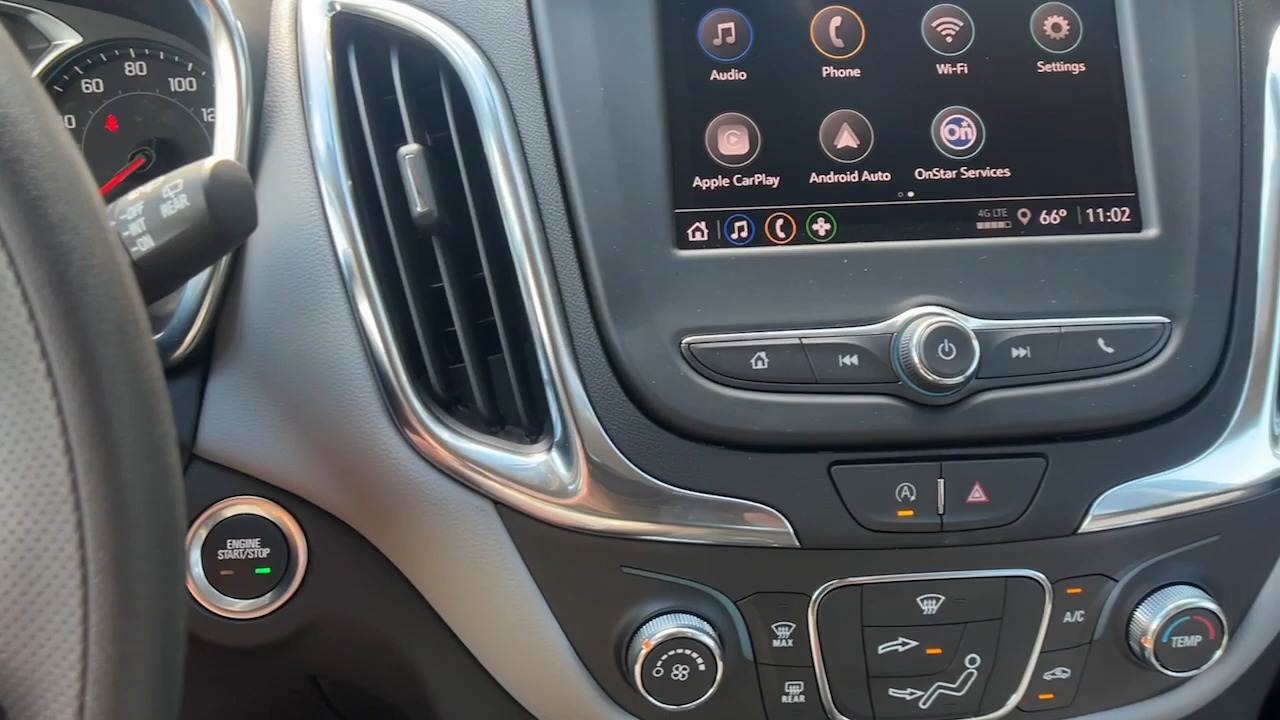 60
80
100
OFF
INT
ON
REAR
Audio
Phone
Wi-Fi
Settings
Apple CarPlay
Android Auto
On
OnStar Services
4G LTE
66°
11:02
A
ENGINE
START/STOP
MAX
REAR
A/C
TEMP